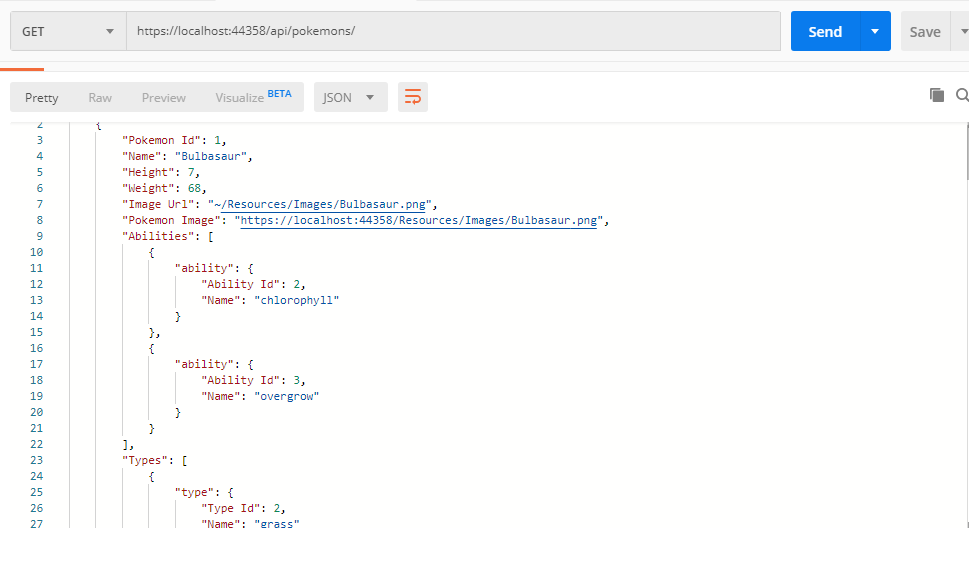 GET https://localhost:44358/api/pokemons/ Send Save
Pretty Raw Preview Visualize BETA JSON
2 {
3 "Pokemon Id": 1,
4 "Name": "Bulbasaur",
5 "Height": 7,
6 "Weight": 68,
7 "Image Url": "~/Resources/Images/Bulbasaur.png",
8 "Pokemon Image": "https://localhost:44358/Resources/Images/Bulbasaur.png",
9 "Abilities": [
10 {
11 "ability": {
12 "Ability Id": 2,
13 "Name": "chlorophyll"
14 }
15 },
16 {
17 "ability": {
18 "Ability Id": 3,
19 "Name": "overgrow"
20 }
21 }
22 ],
23 "Types": [
24 {
25 "type": {
26 "Type Id": 2,
27 "Name": "grass"